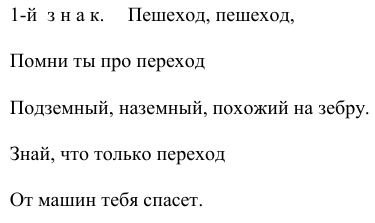 1-й з н а к. Пешеход, пешеход,
Помни ты про переход
Подземный, наземный, похожий на зебру.
Знай, что только переход
От машин тебя спасет.